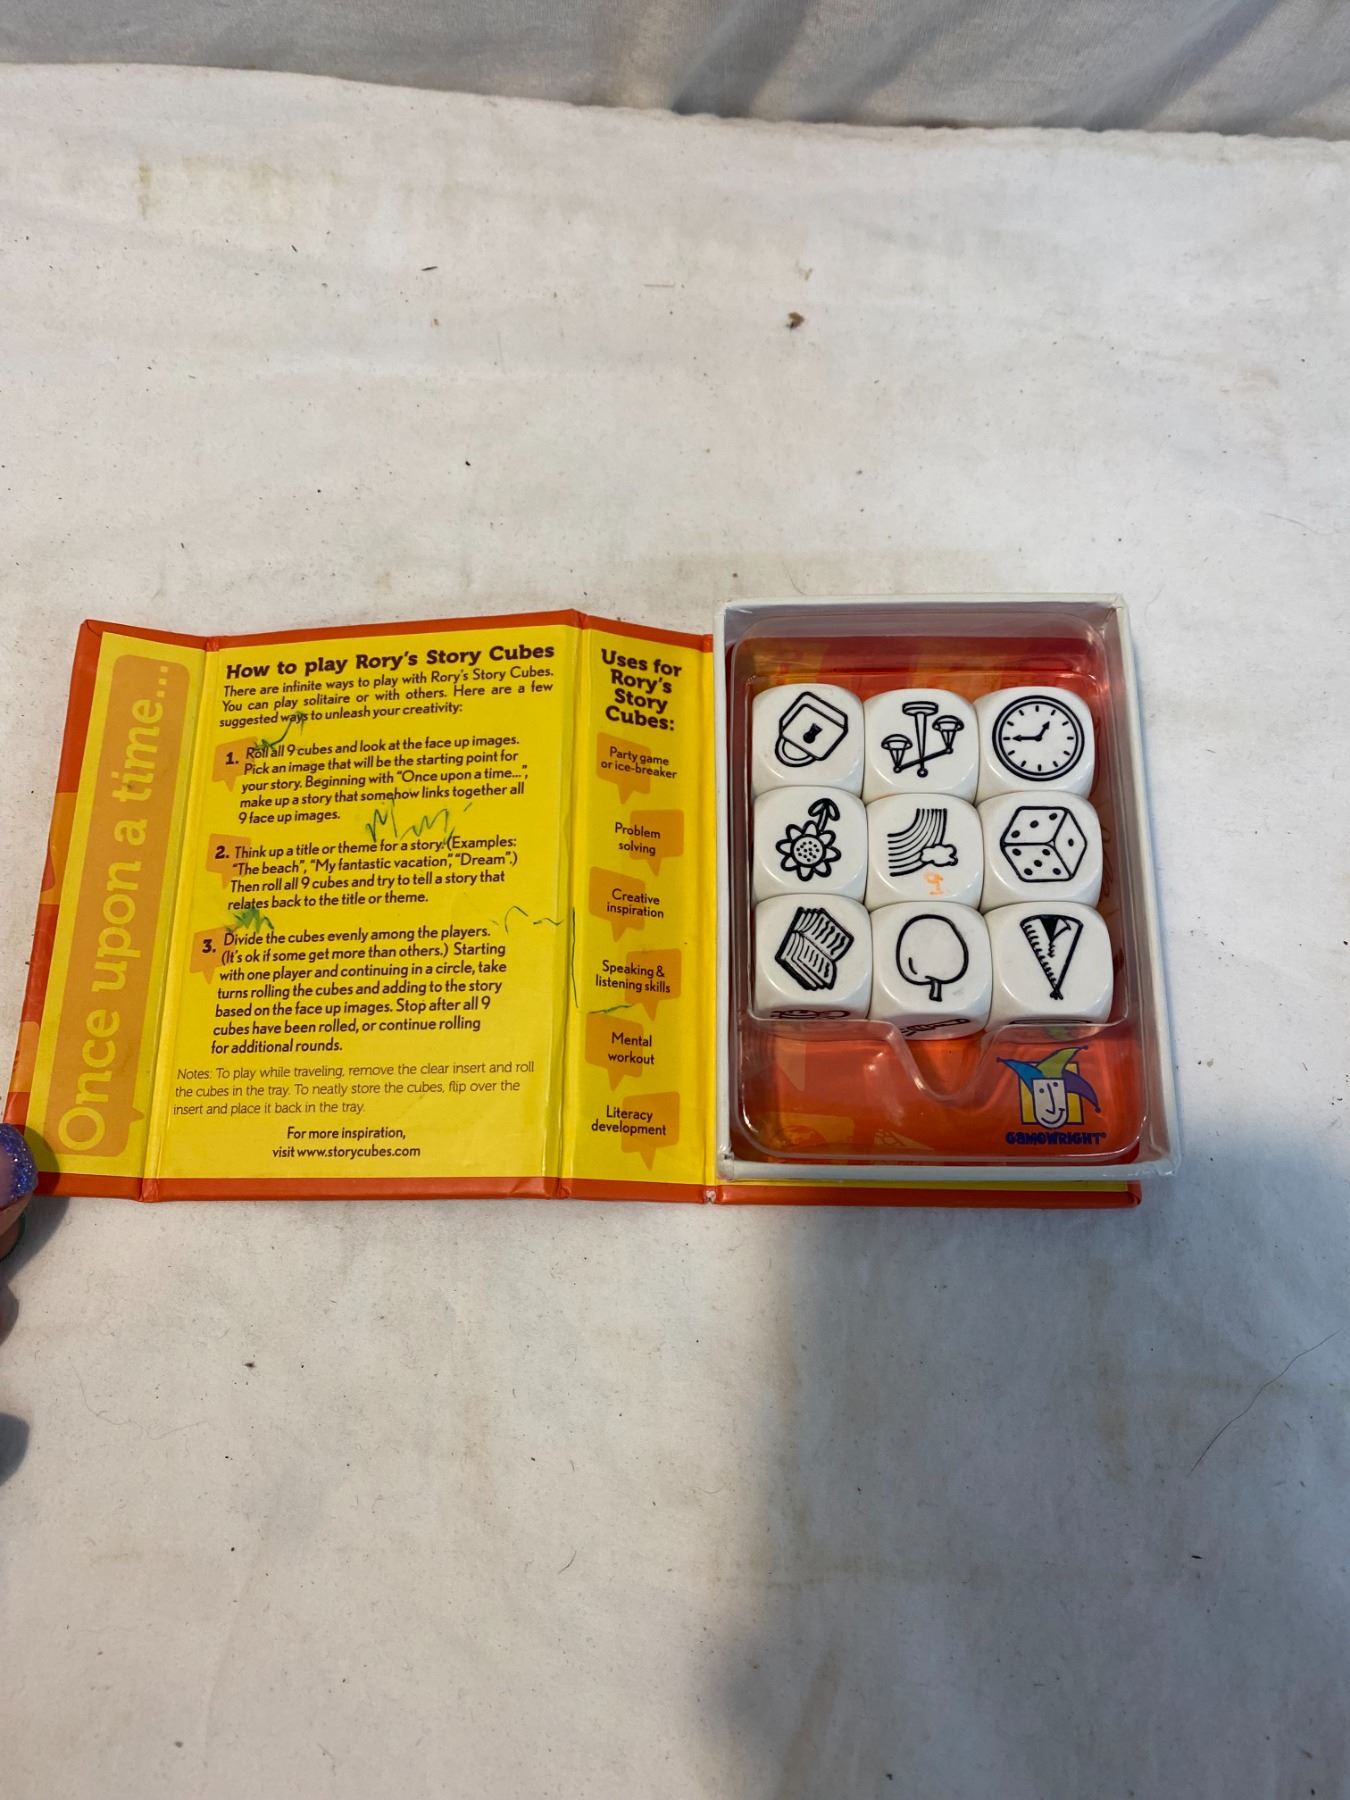 Once upon a time...
How to play Rory's Story Cubes
There are infinite ways to play with Rory's Story Cubes.
You can play solitaire or with others. Here are a few
suggested ways to unleash your creativity:
1. Roll all 9 cubes and look at the face up images.
Pick an image that will be the starting point for
your story. Beginning with "Once upon a time...",
make up a story that somehow links together all
9 face up images.
2. Think up a title or theme for a story. (Examples:
"The beach", "My fantastic vacation", "Dream".)
Then roll all 9 cubes and try to tell a story that
relates back to the title or theme.
3. Divide the cubes evenly among the players.
(It's ok if some get more than others.) Starting
with one player and continuing in a circle, take
turns rolling the cubes and adding to the story
based on the face up images. Stop after all 9
cubes have been rolled, or continue rolling
for additional rounds.
Notes: To play while traveling, remove the clear insert and roll
the cubes in the tray. To neatly store the cubes, flip over the
insert and place it back in the tray.
For more inspiration,
visit www.storycubes.com
Uses for
Rory's
Story
Cubes:
Party game
or ice-breaker
Problem
solving
Creative
inspiration
Speaking &
listening skills
Mental
workout
Literacy
development
GAMEWRIGHT®